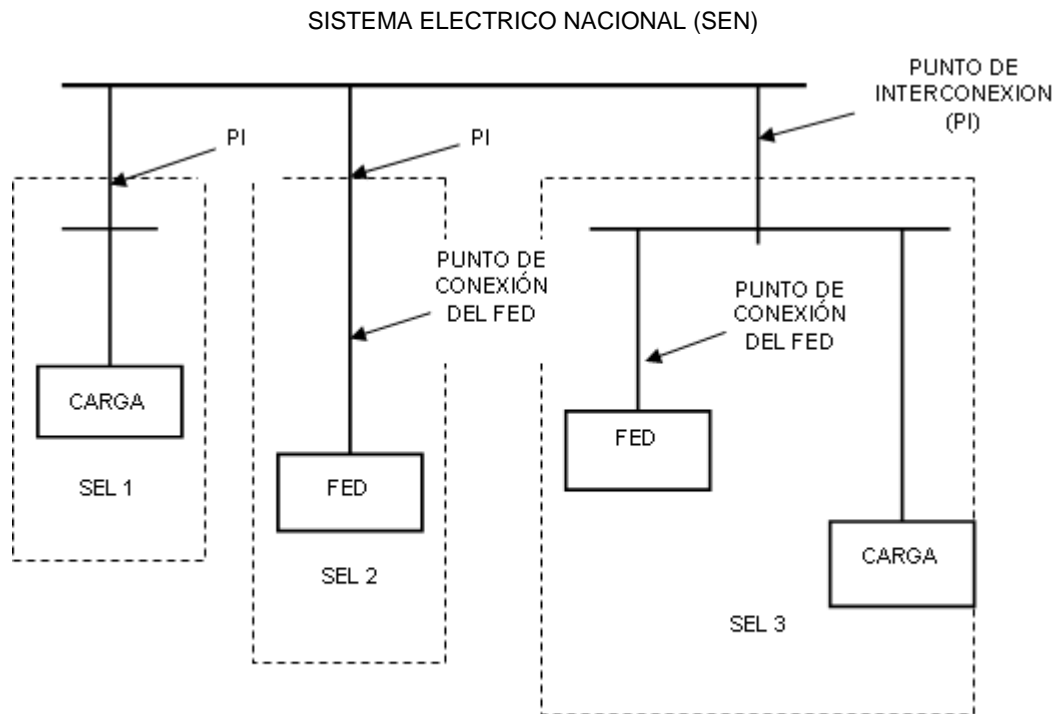 SISTEMA ELECTRICO NACIONAL (SEN)
PUNTO DE
INTERCONEXION
(PI)
PI
PI
PUNTO DE
CONEXIÓN
DEL FED
PUNTO DE
CONEXIÓN
DEL FED
CARGA
SEL 1
FED
SEL 2
FED
CARGA
SEL 3